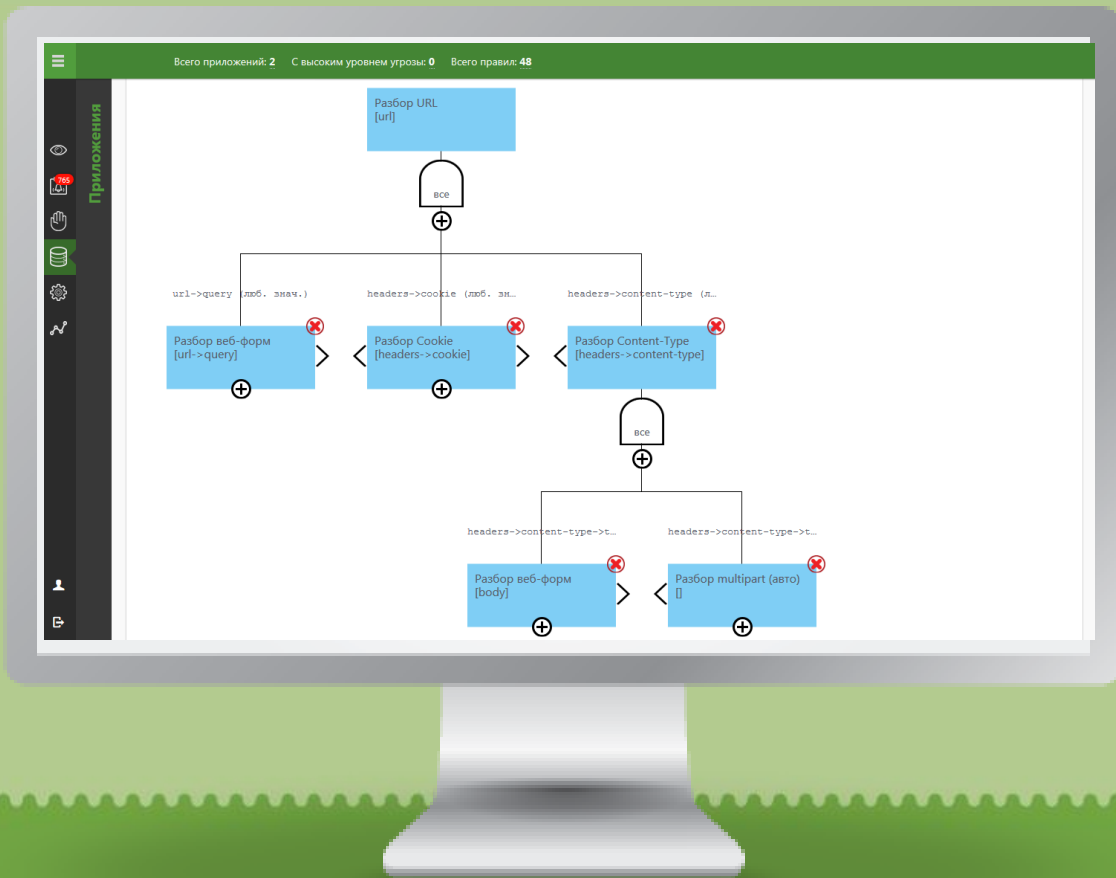 Всего приложений: 2 С высоким уровнем угрозы: 0 Всего правил: 48
Приложения
765
Разбор URL
[url]
все
url->query (люб. знач.)
headers->cookie (люб. зн…
headers->content-type (л…
Разбор веб-форм
[url->query]
Разбор Cookie
[headers->cookie]
Разбор Content-Type
[headers->content-type]
все
headers->content-type->t…
headers->content-type->t…
Разбор веб-форм
[body]
Разбор multipart (авто)
[]